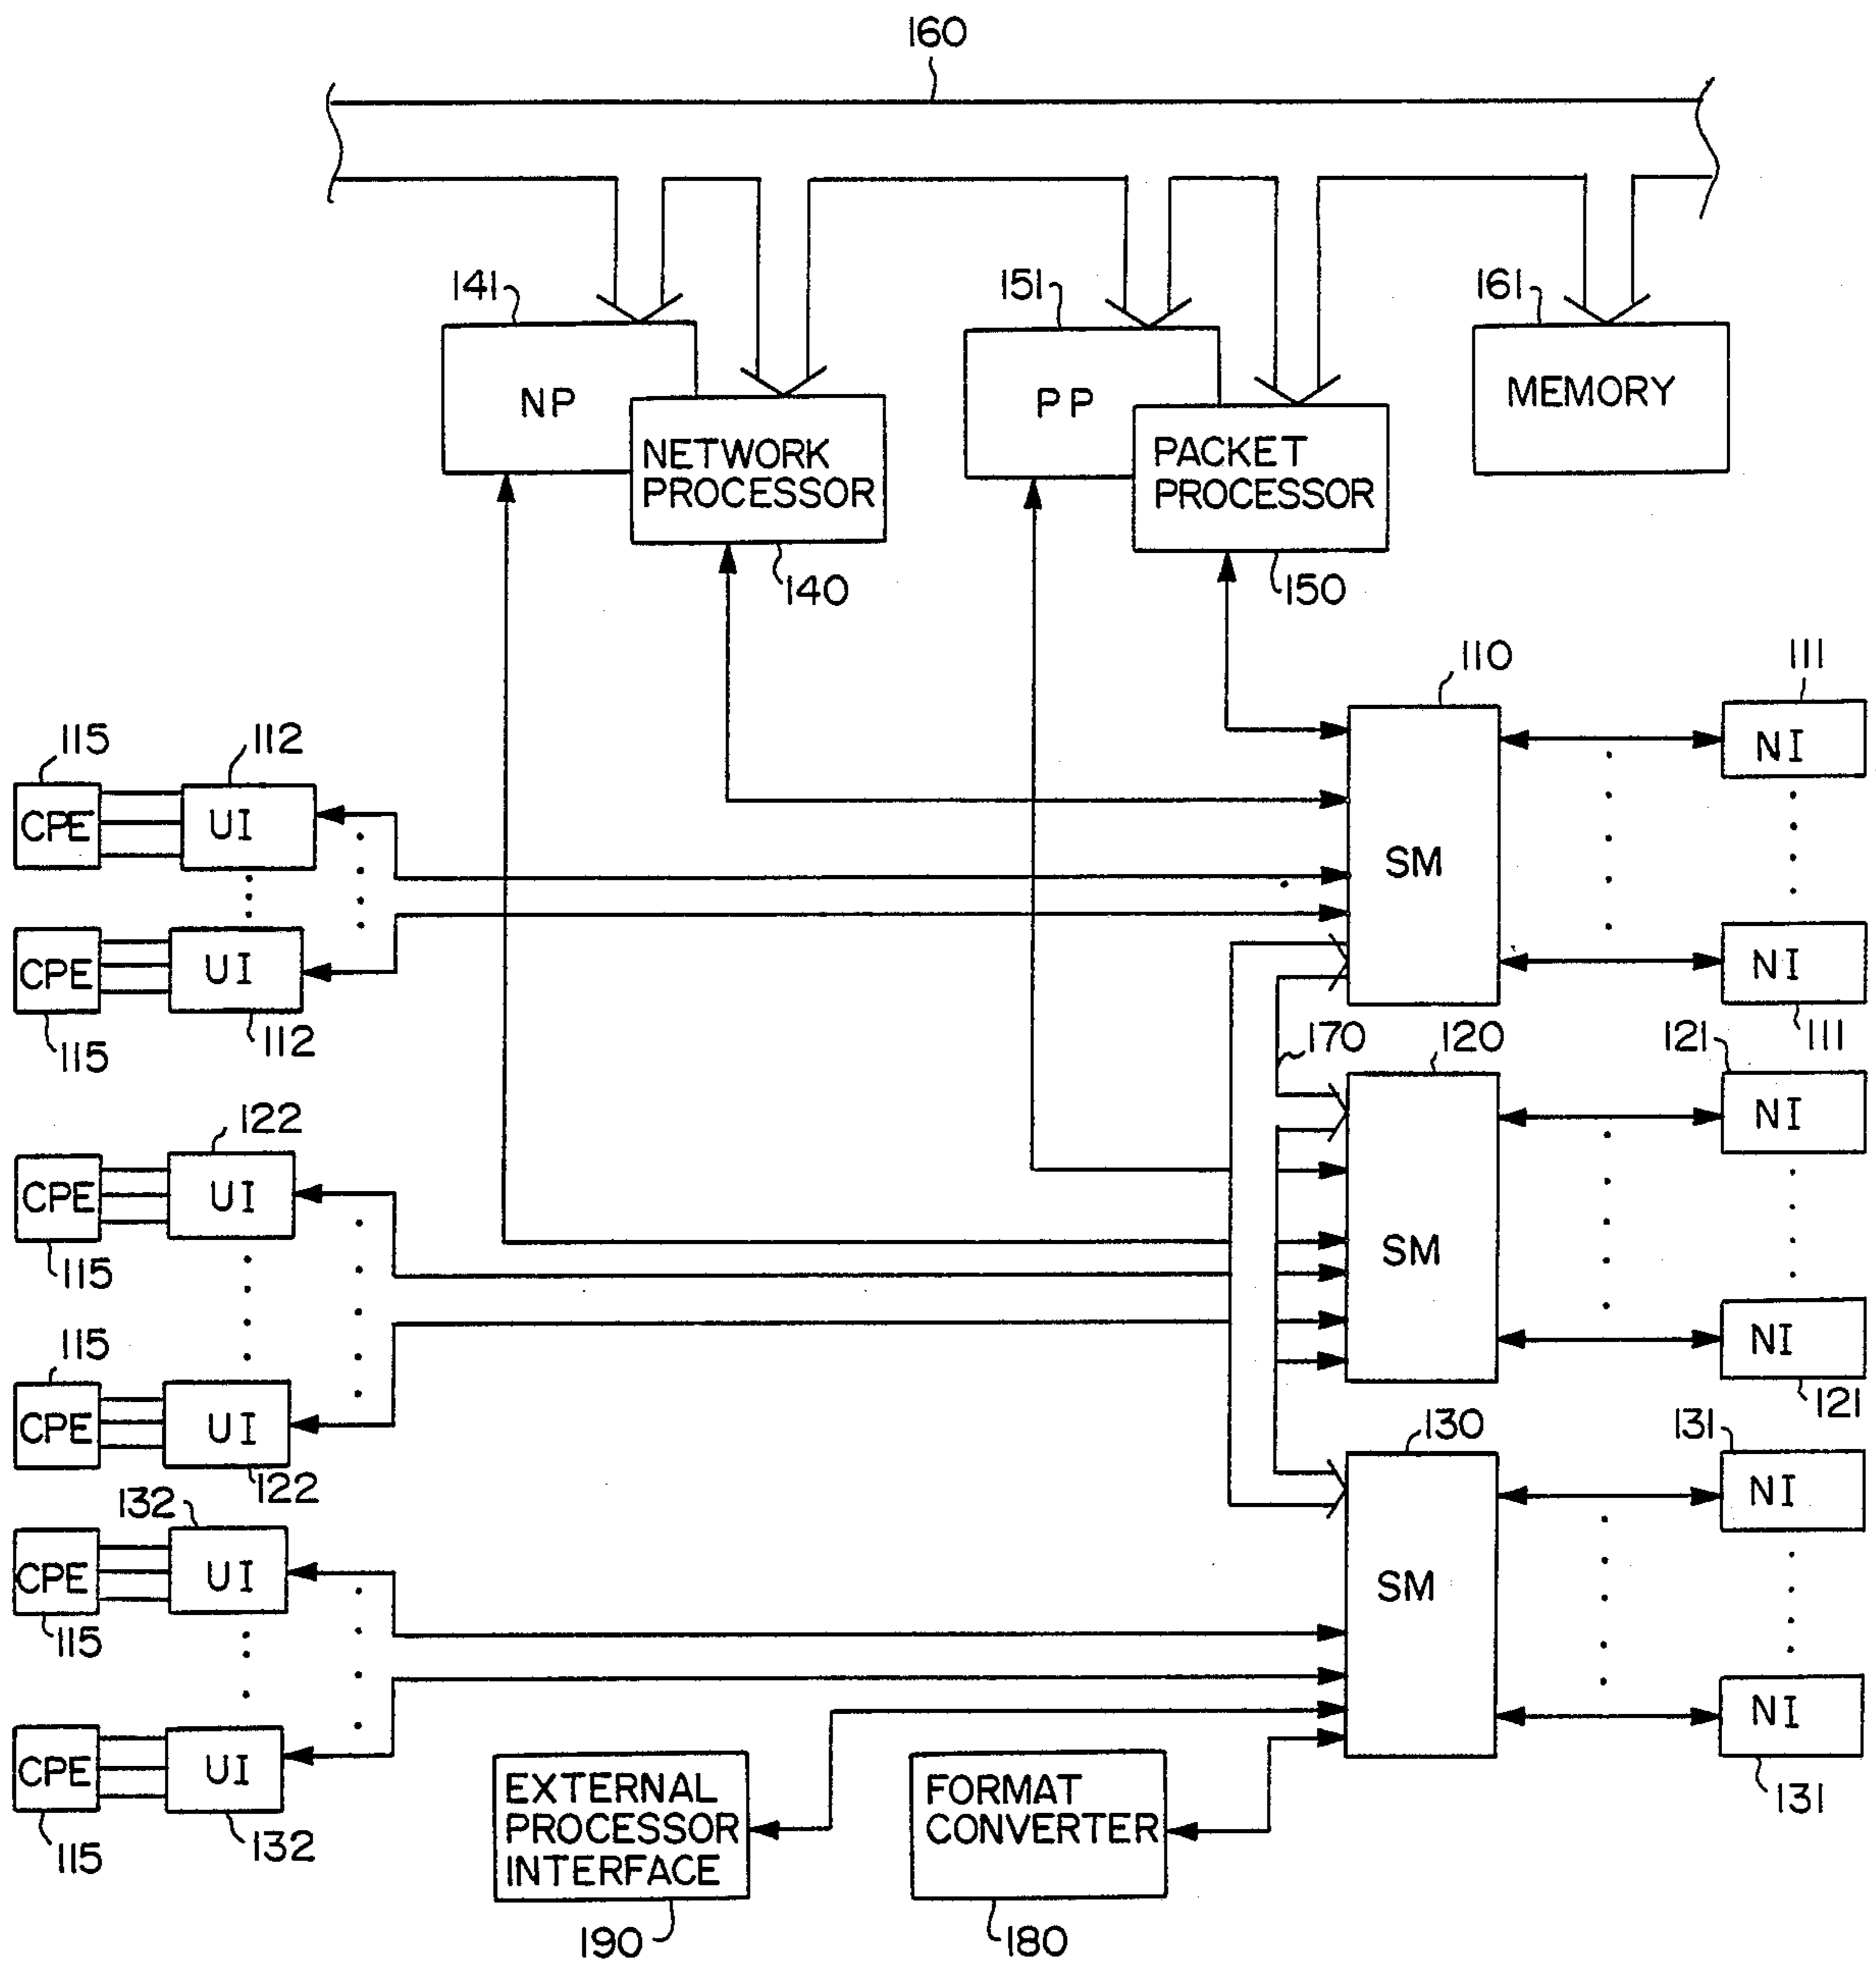 160
141
151
161
NP
NETWORK
PROCESSOR
PP
PACKET
PROCESSOR
MEMORY
140
150
110
111
115
112
CPE
UI
SM
NI
CPE
UI
NI
115
112
111
170
120
121
122
CPE
UI
SM
NI
115
115
CPE
UI
NI
122
121
130
131
132
CPE
UI
SM
NI
115
CPE
UI
NI
115
132
131
EXTERNAL
PROCESSOR
INTERFACE
FORMAT
CONVERTER
190
180